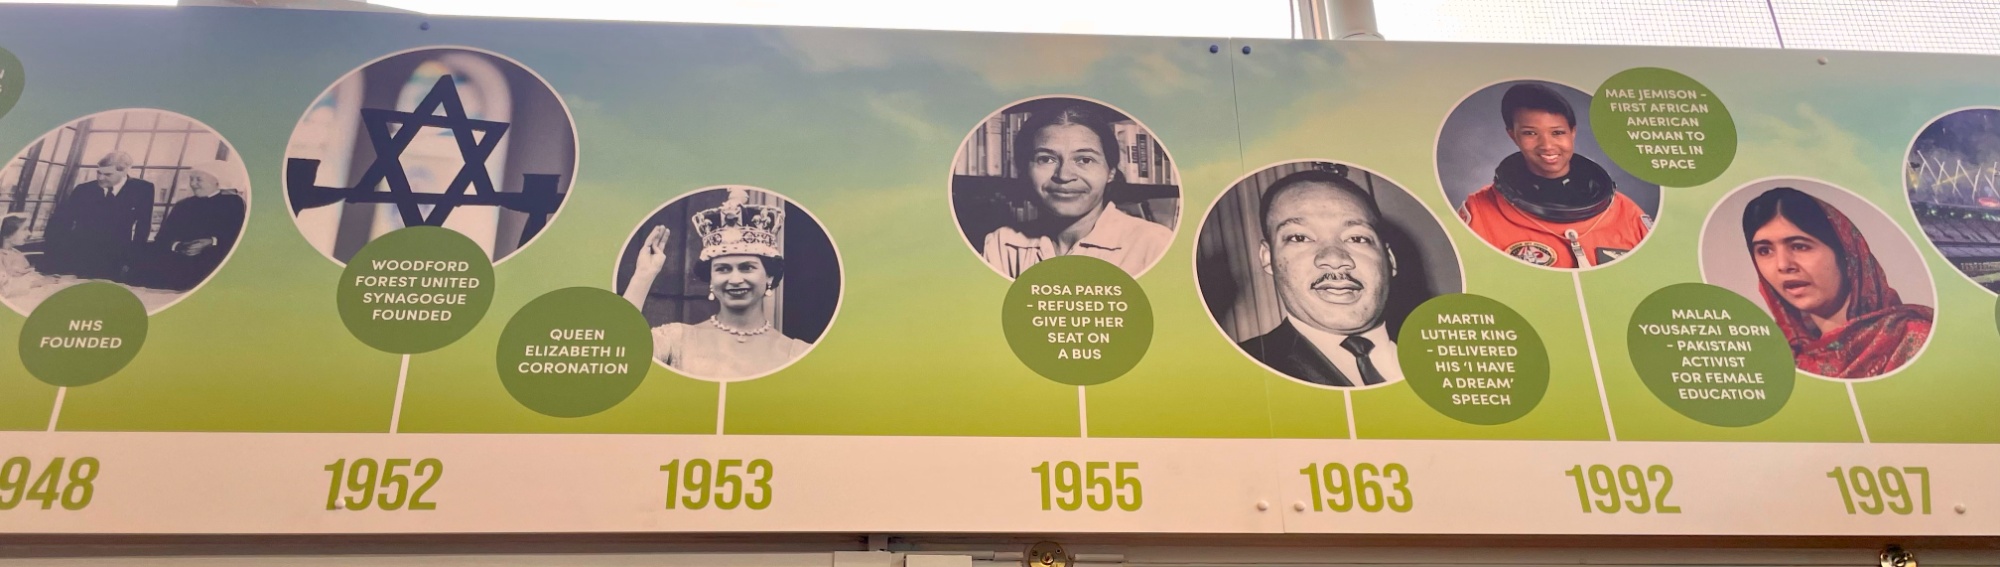 NHS
FOUNDED
WOODFORD
FOREST UNITED
SYNAGOGUE
FOUNDED
QUEEN
ELIZABETH II
CORONATION
ROSA PARKS
- REFUSED TO
GIVE UP HER
SEAT ON
A BUS
MARTIN
LUTHER KING
- DELIVERED
HIS 'I HAVE
A DREAM'
SPEECH
MAE JEMISON -
FIRST AFRICAN
AMERICAN
WOMAN TO
TRAVEL IN
SPACE
MALALA
YOUSAFZAI BORN
- PAKISTANI
ACTIVIST
FOR FEMALE
EDUCATION
948
1952
1953
1955
1963
1992
1997